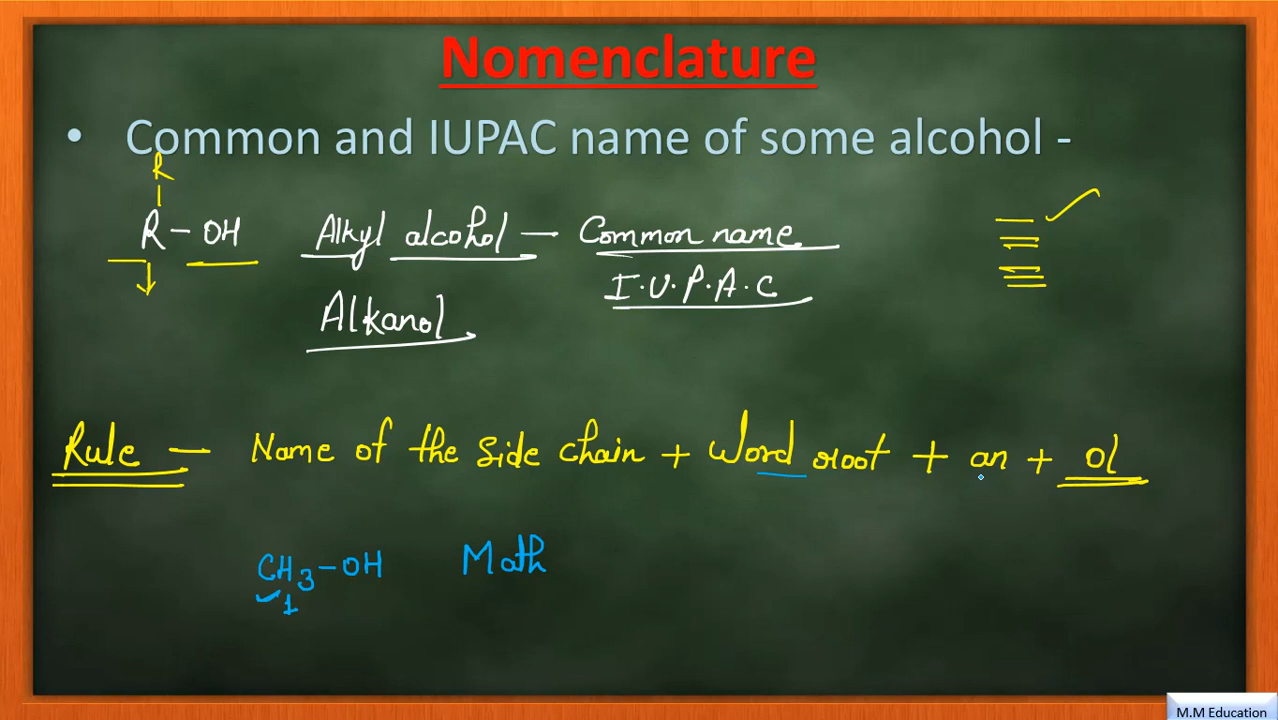 Nomenclature
• Common and IUPAC name of some alcohol -
R
R - OH Alkyl alcohol - Common name
I.U.P.A.C
Alkanol
Rule - Name of the side chain + Word root + an + ol
CH3-OH Math
1
M.M Education